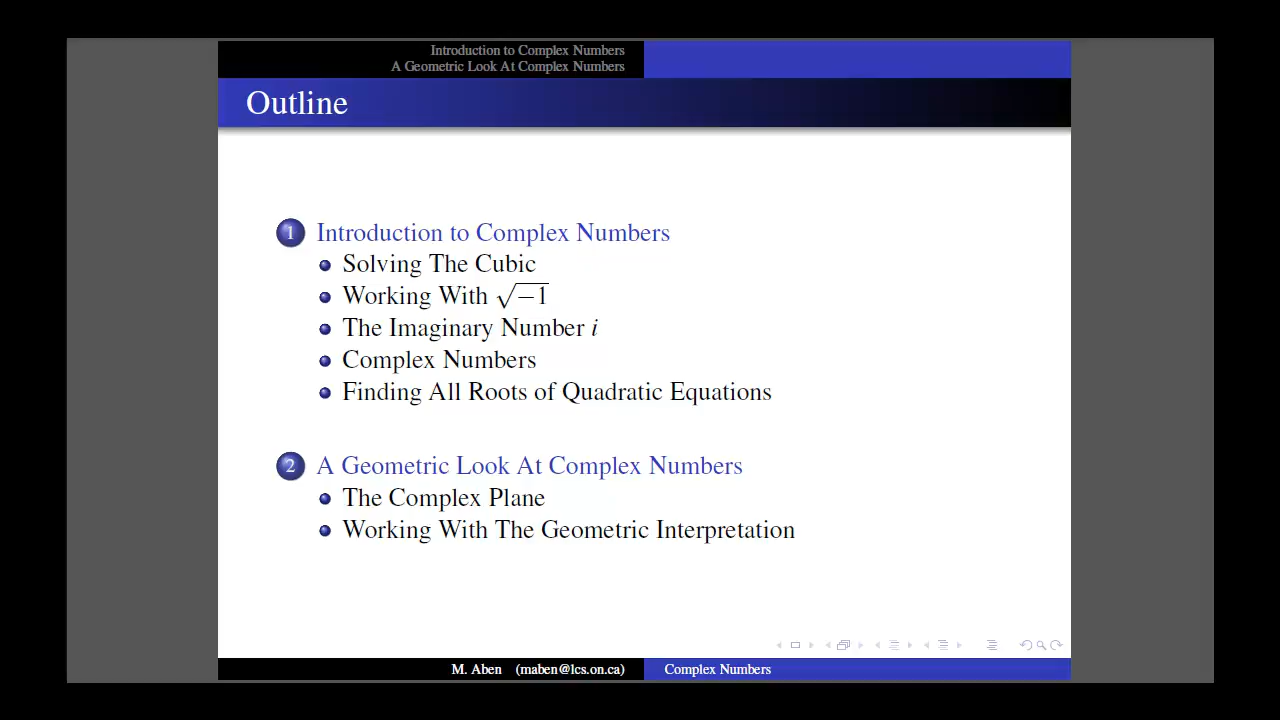 Introduction to Complex Numbers
A Geometric Look At Complex Numbers
Outline
1 Introduction to Complex Numbers
Solving The Cubic
Working With √−1
The Imaginary Number i
Complex Numbers
Finding All Roots of Quadratic Equations
2 A Geometric Look At Complex Numbers
The Complex Plane
Working With The Geometric Interpretation
M. Aben (maben@lcs.on.ca) Complex Numbers